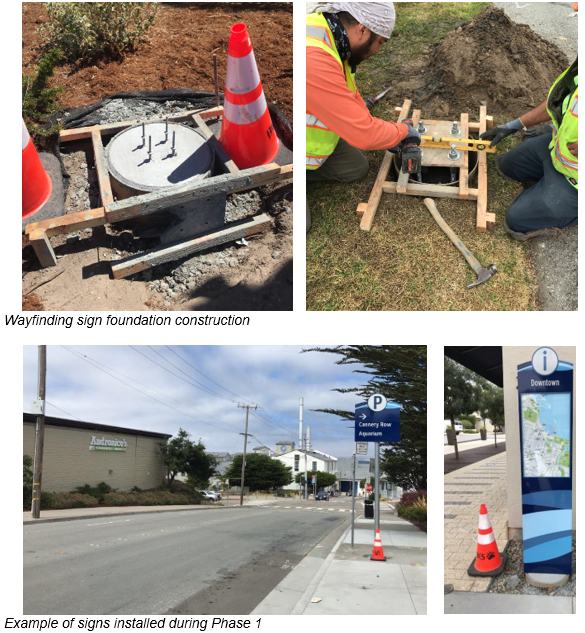 Wayfinding sign foundation construction
Andronico's
P
Cannery Row
Aquarium
i
Downtown
Example of signs installed during Phase 1